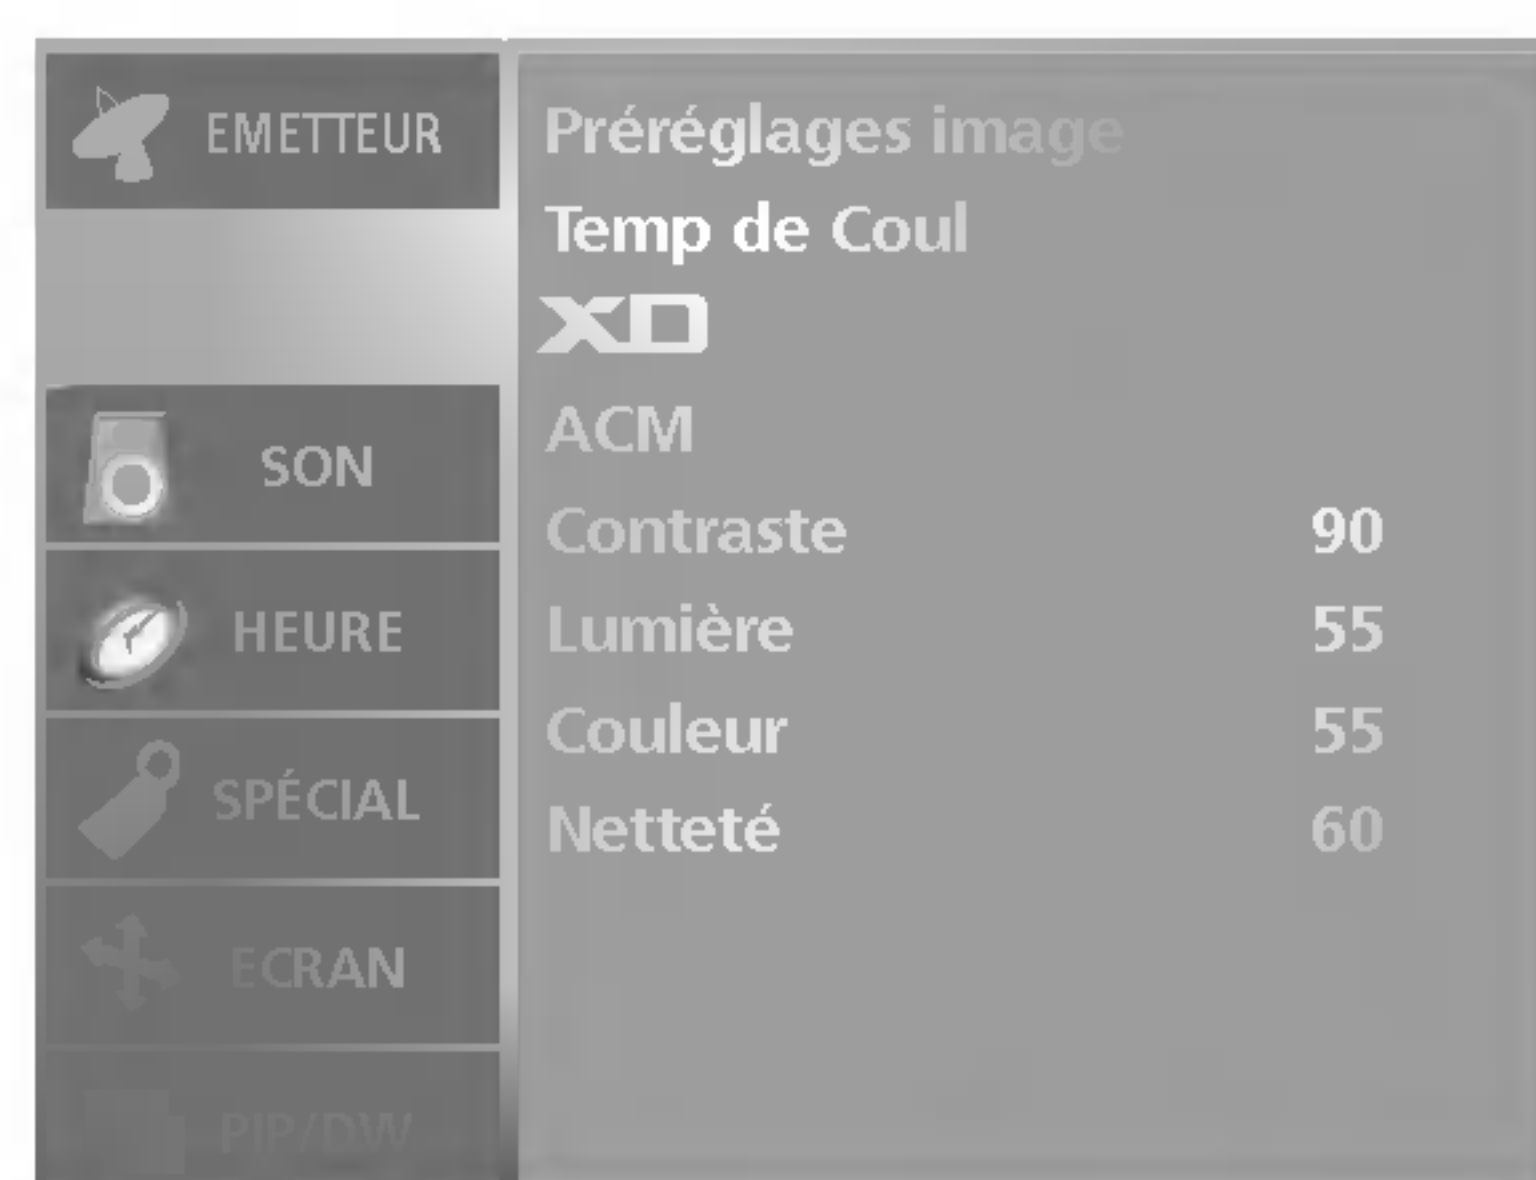 EMETTEUR
SON
HEURE
SPÉCIAL
ECRAN
PIP/DW
Préréglages image
Temp de Coul
XD
ACM
Contraste 90
Lumière 55
Couleur 55
Netteté 60